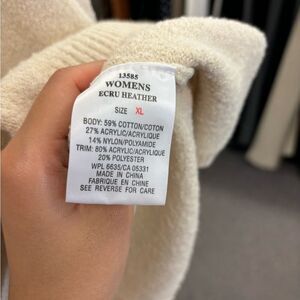 13585
WOMENS
ECRU HEATHER
SIZE XL
BODY: 59% COTTON/COTON
27% ACRYLIC/ACRYLIQUE
14% NYLON/POLYAMIDE
TRIM: 80% ACRYLIC/ACRYLIQUE
20% POLYESTER
WPL 6635/CA 05331
MADE IN CHINA
FABRIQUE EN CHINE
SEE REVERSE FOR CARE